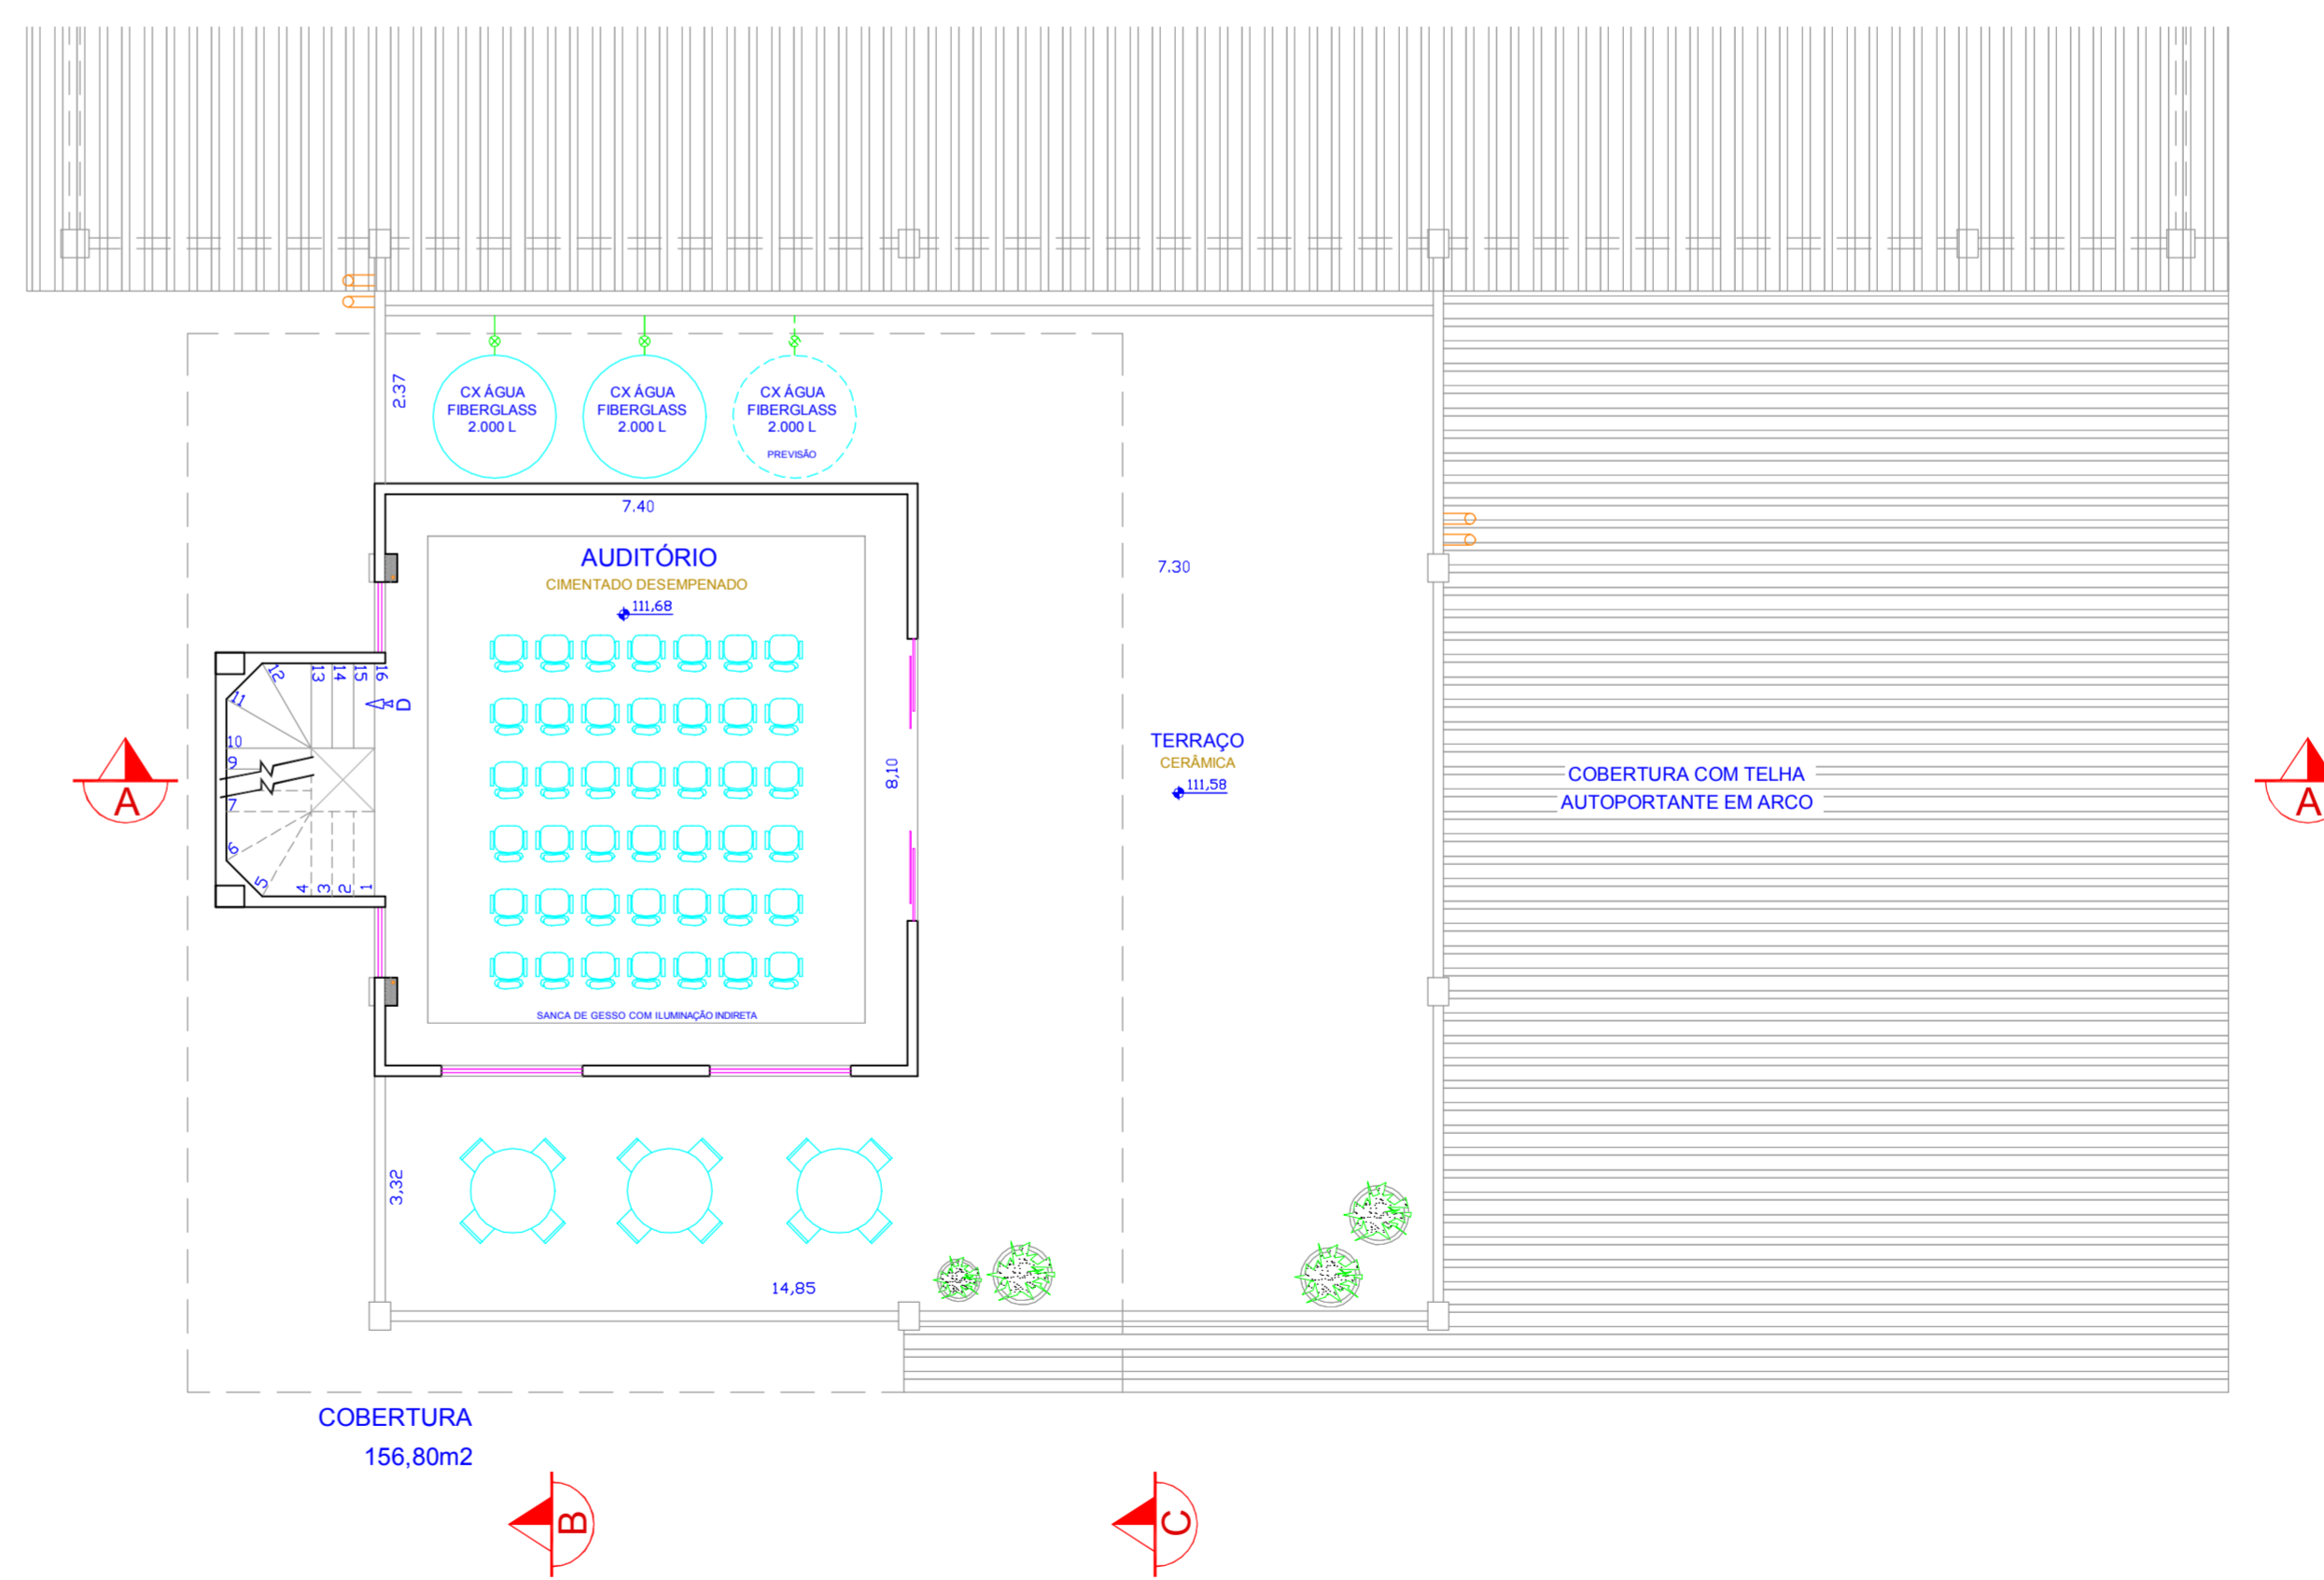 CX ÁGUA
FIBERGLASS
2.000 L
CX ÁGUA
FIBERGLASS
2.000 L
CX ÁGUA
FIBERGLASS
2.000 L
PREVISÃO
2.37
7.40
AUDITÓRIO
CIMENTADO DESEMPENADO
111,68
7.30
16
15
14
13
12
11
10
9
7
6
5
4
3
2
1
D
8,10
TERRAÇO
CERÂMICA
111,58
COBERTURA COM TELHA
AUTOPORTANTE EM ARCO
A
A
SANCA DE GESSO COM ILUMINAÇÃO INDIRETA
3,32
14,85
COBERTURA
156,80m2
B
C